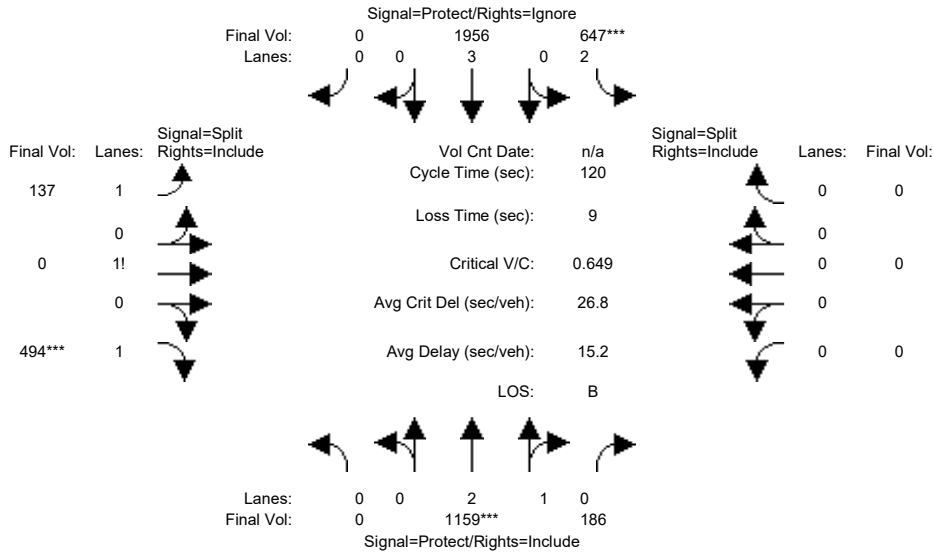 Signal=Protect/Rights=Ignore
Final Vol: 0 1956 647***
Lanes: 0 0 3 0 2
Signal=Split
Final Vol: Lanes: Rights=Include
Vol Cnt Date: n/a
Signal=Split
Rights=Include Lanes: Final Vol:
Cycle Time (sec): 120
137 1 0 0
Loss Time (sec): 9
0 0
0 1! Critical V/C: 0.649 0 0
0 Avg Crit Del (sec/veh): 26.8 0
494*** 1 Avg Delay (sec/veh): 15.2 0 0
LOS: B
Lanes: 0 0 2 1 0
Final Vol: 0 1159*** 186
Signal=Protect/Rights=Include